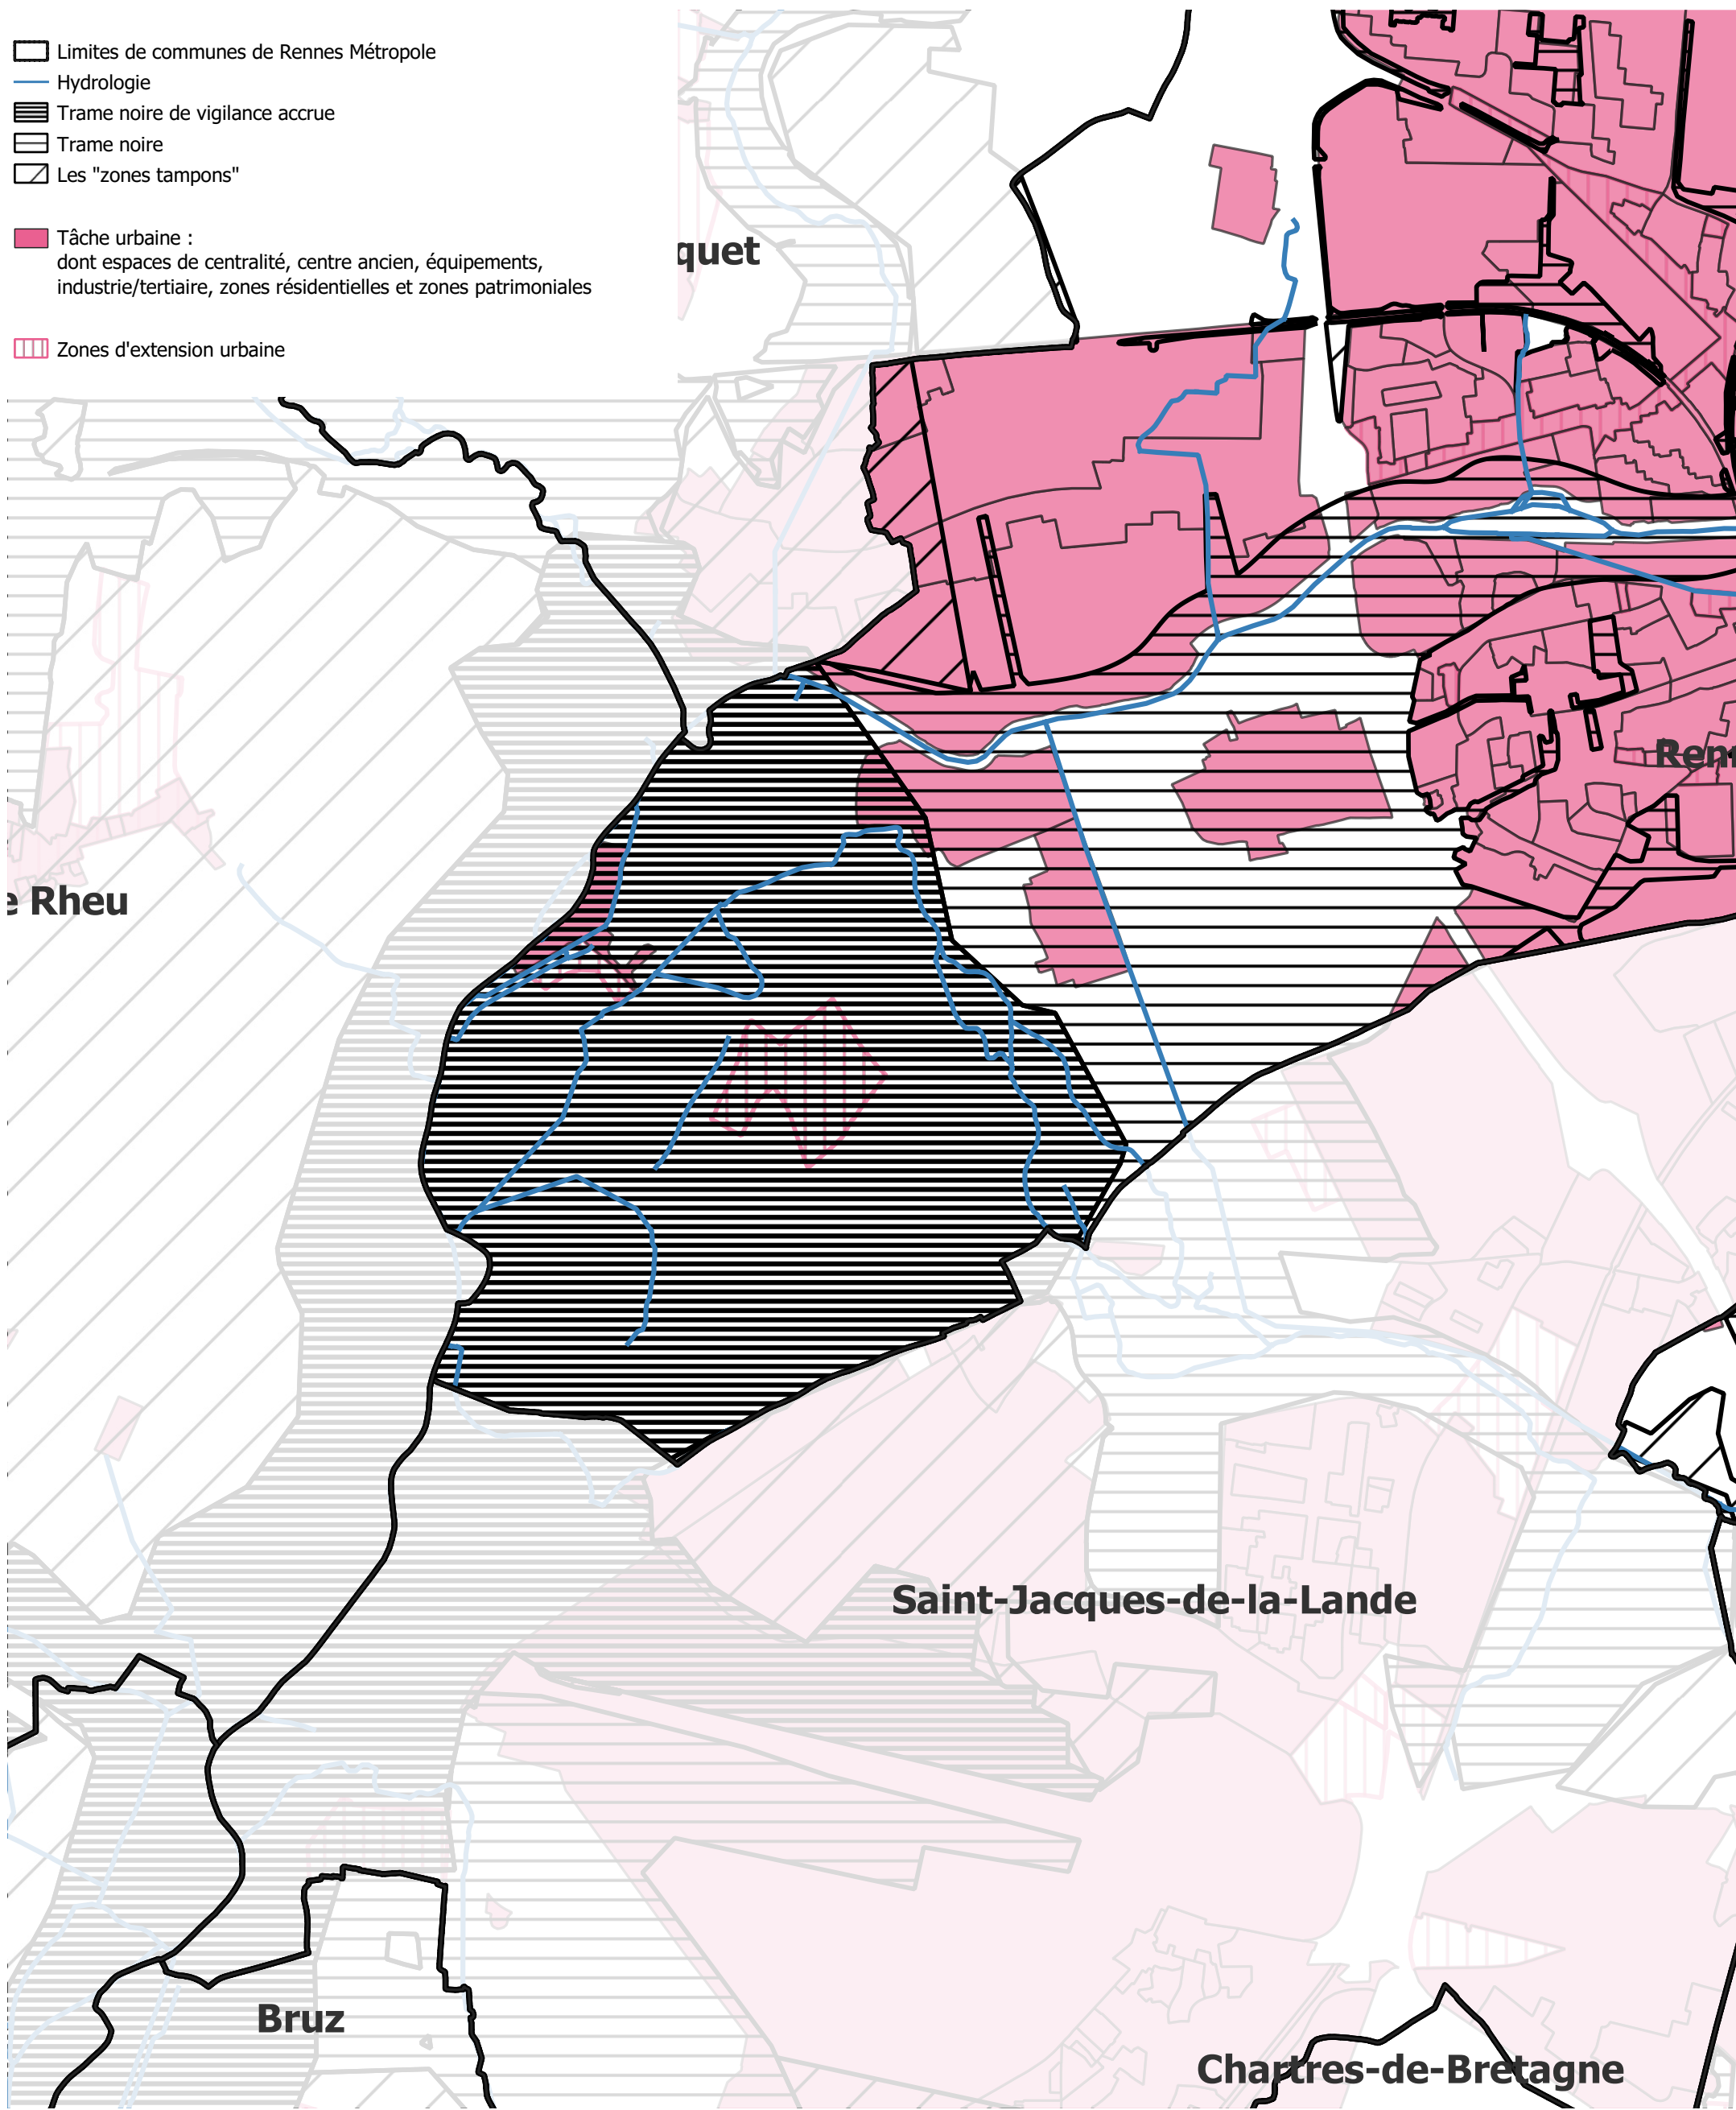 Limites de communes de Rennes Métropole
Hydrologie
Trame noire de vigilance accrue
Trame noire
Les "zones tampons"
Tâche urbaine :
dont espaces de centralité, centre ancien, équipements,
industrie/tertiaire, zones résidentielles et zones patrimoniales
Zones d'extension urbaine
quet
Ren
e Rheu
Saint-Jacques-de-la-Lande
Bruz
Chartres-de-Bretagne